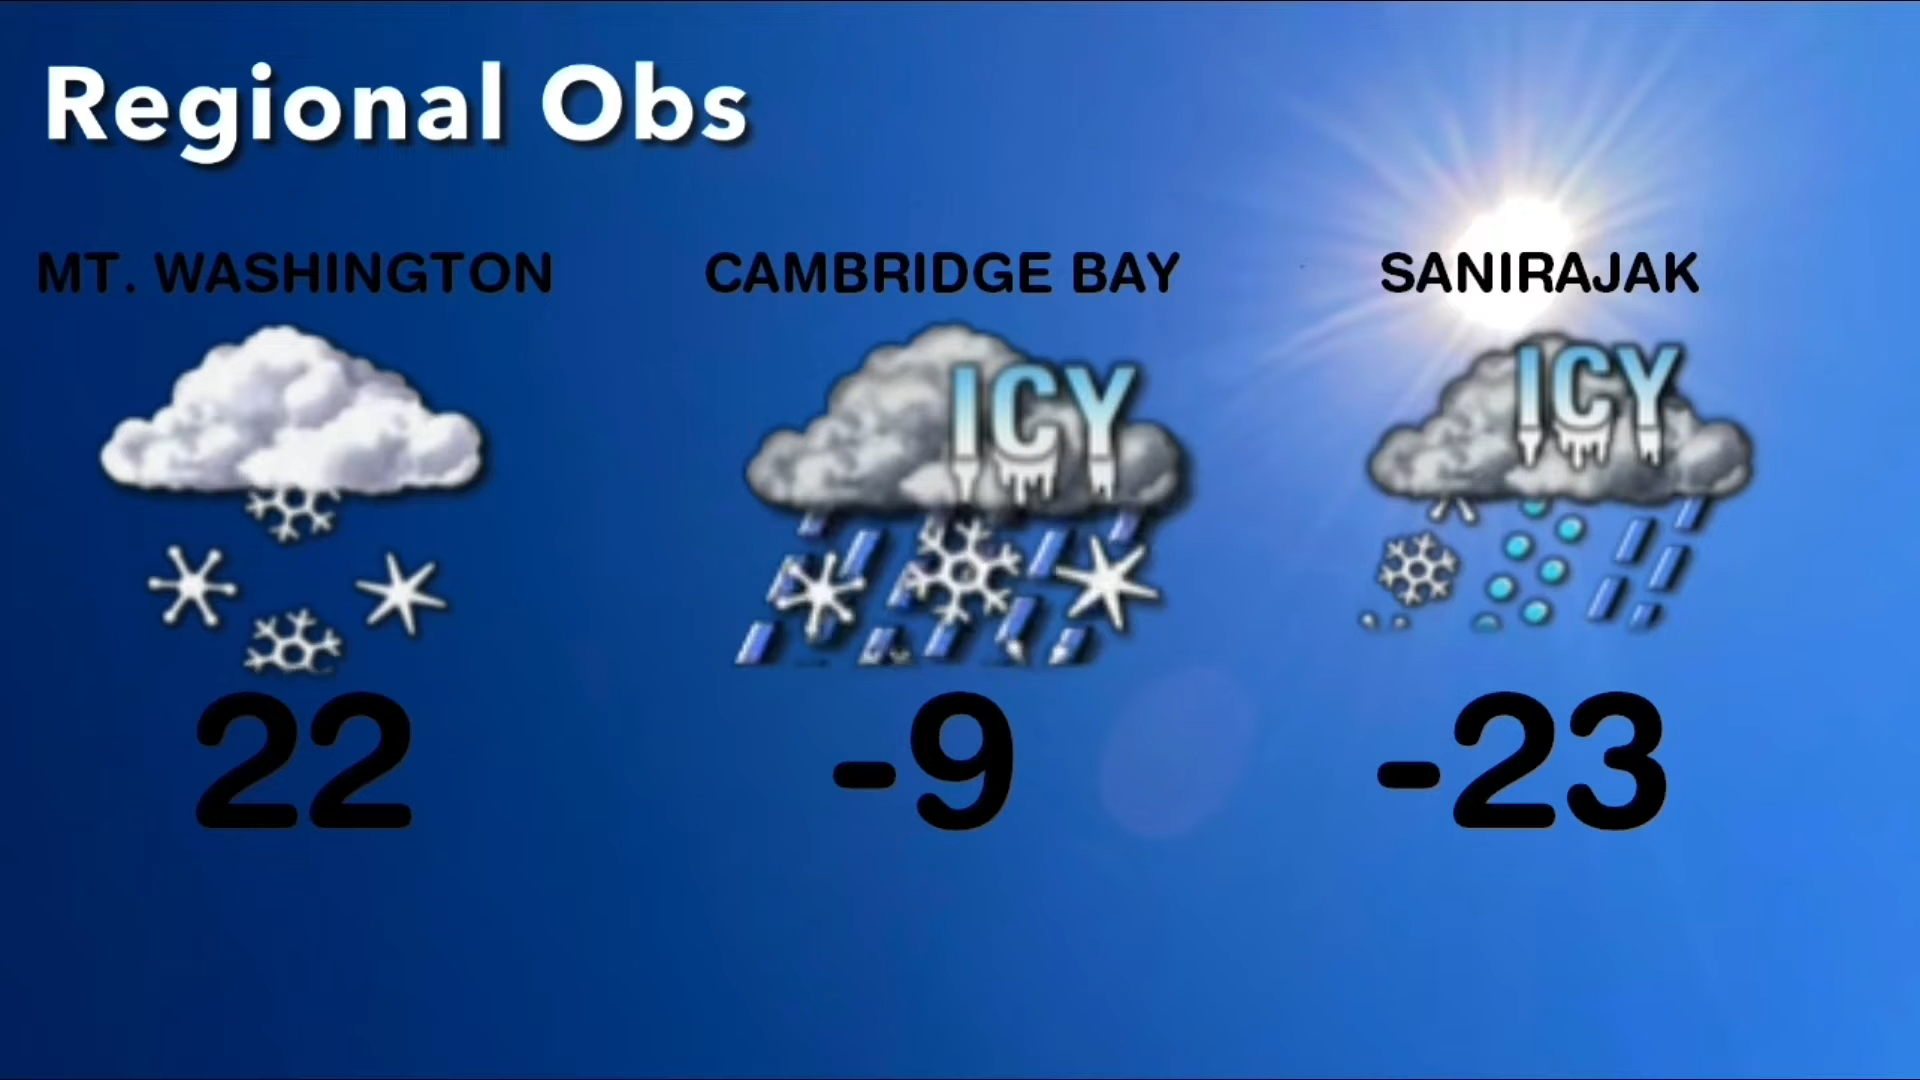 Regional Obs
MT. WASHINGTON
CAMBRIDGE BAY
SANIRAJAK
ICY
ICY
22
-9
-23